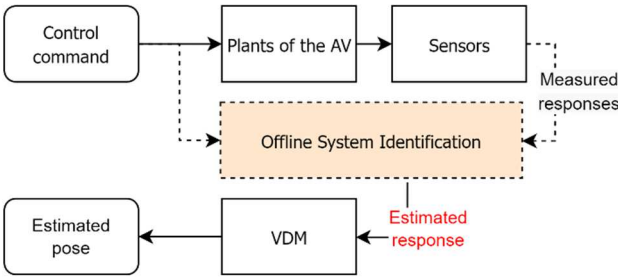 Control
command
Plants of the AV
Sensors
Measured
responses
Offline System Identification
Estimated
response
Estimated
pose
VDM